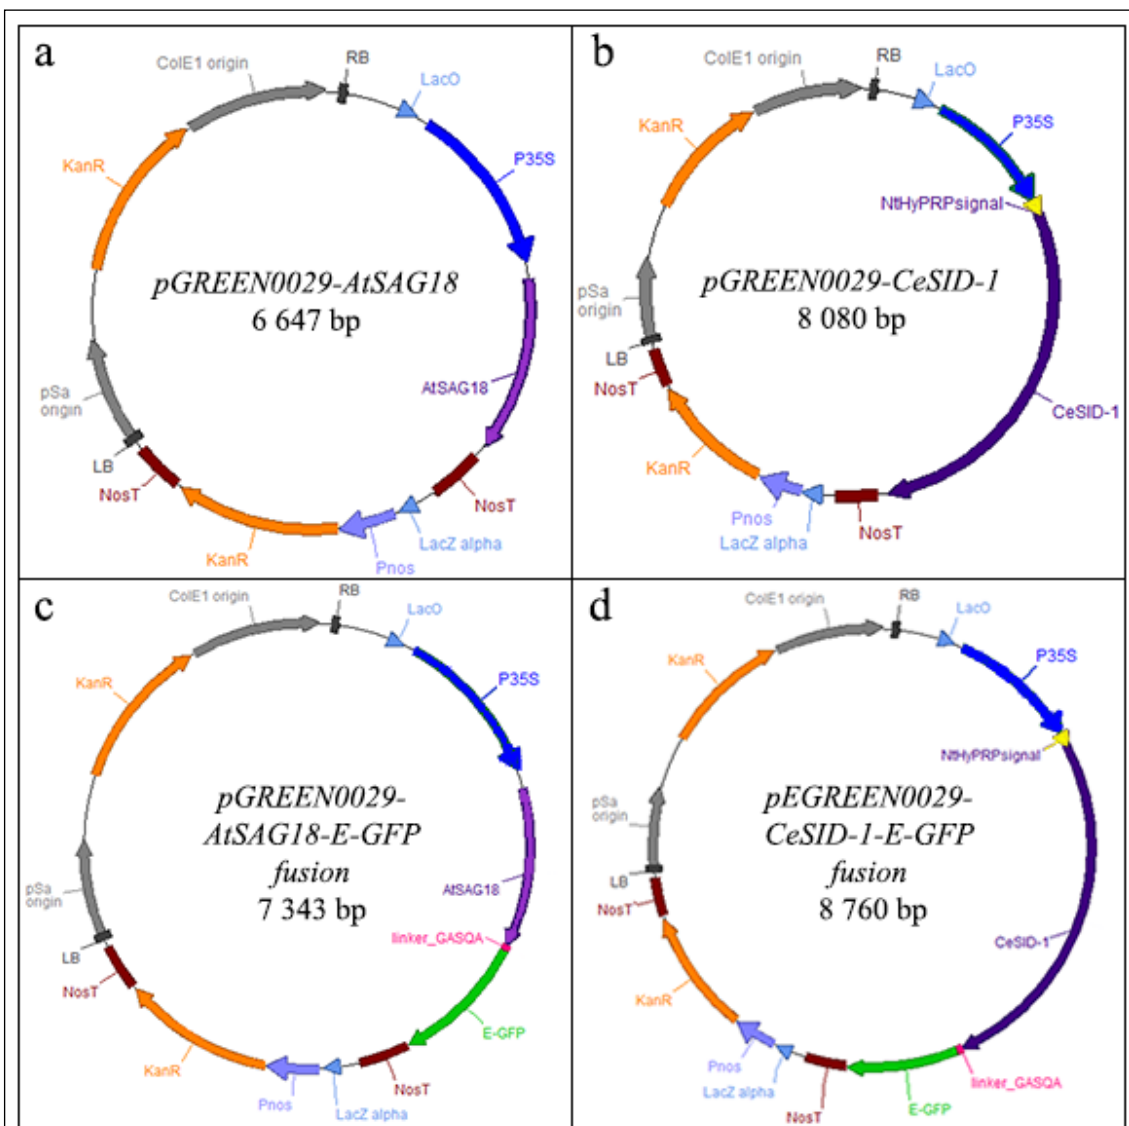 a
ColE1 origin
RB
LacO
P35S
KanR
pGREEN0029-AtSAG18
6 647 bp
AtSAG18
pSa
origin
LB
NosT
KanR
Pnos
LacZ alpha
NosT
b
ColE1 origin
RB
LacO
P35S
KanR
NtHyPRPsignal
pGREEN0029-CeSID-1
8 080 bp
pSa
origin
LB
NosT
CeSID-1
KanR
Pnos
LacZ alpha
NosT
c
ColE1 origin
RB
LacO
P35S
KanR
pGREEN0029-
AtSAG18-E-GFP
fusion
7 343 bp
pSa
origin
AtSAG18
linker_GASQA
LB
NosT
E-GFP
KanR
Pnos
LacZ alpha
NosT
d
ColE1 origin
RB
LacO
P35S
KanR
NtHyPRPsignal
pEGREEN0029-
CeSID-1-E-GFP
fusion
8 760 bp
pSa
origin
LB
NosT
CeSID-1
KanR
Pnos
LacZ alpha
NosT
E-GFP
linker_GASQA